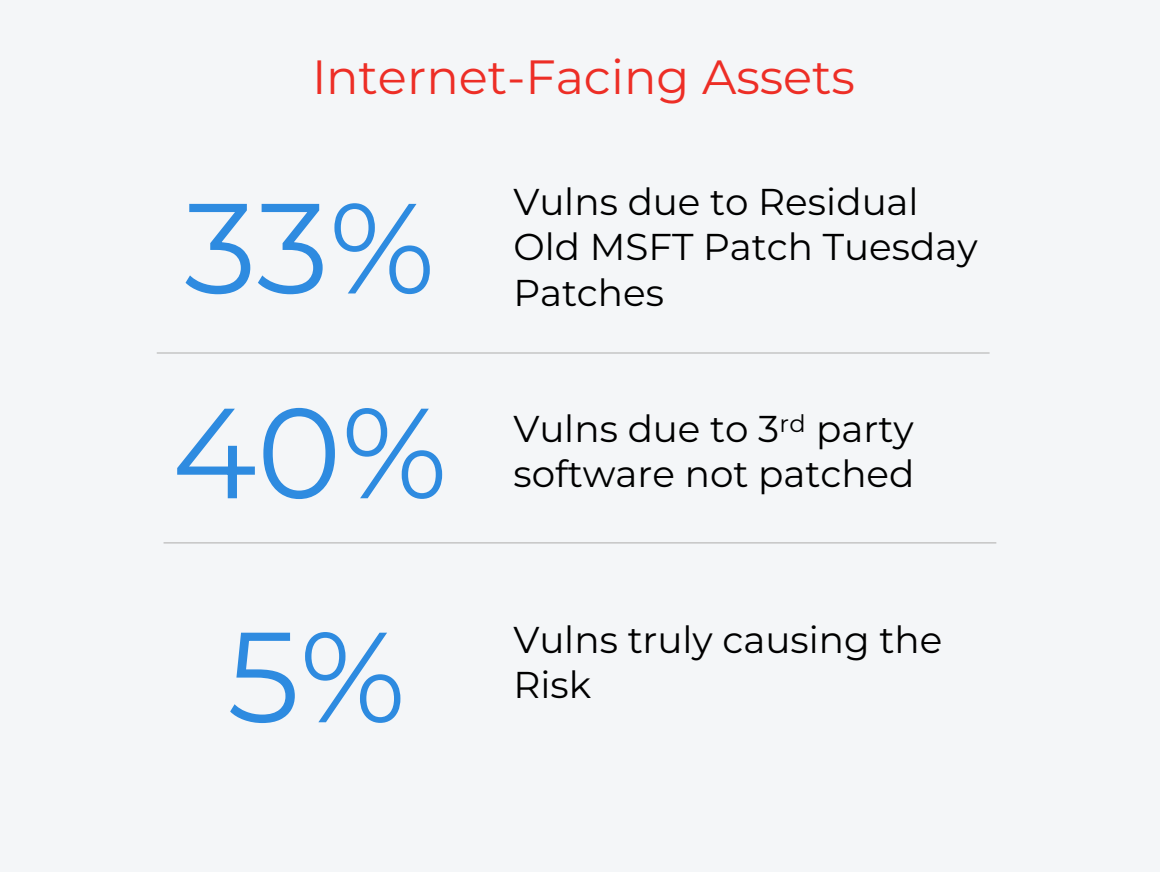 Internet-Facing Assets
33%
Vulns due to Residual
Old MSFT Patch Tuesday
Patches
40%
Vulns due to 3rd party
software not patched
5%
Vulns truly causing the
Risk